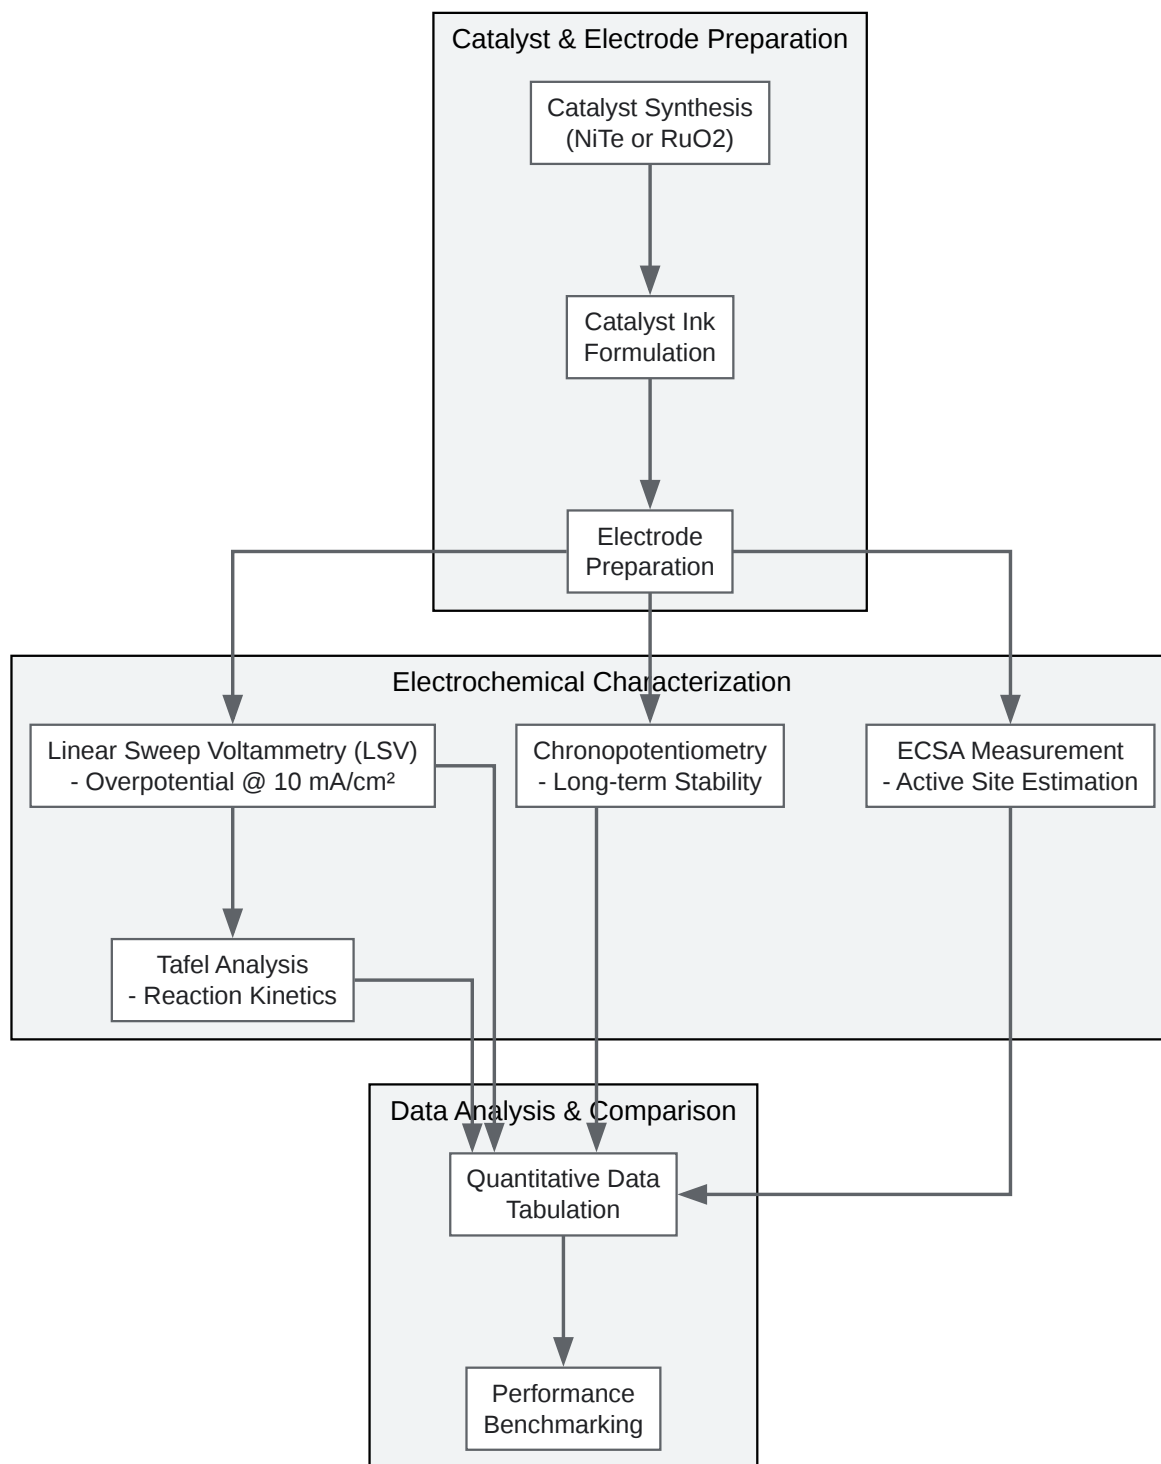 Catalyst & Electrode Preparation
Catalyst Synthesis
(NiTe or RuO2)
Catalyst Ink
Formulation
Electrode
Preparation
Electrochemical Characterization
Linear Sweep Voltammetry (LSV)
- Overpotential @ 10 mA/cm²
Chronopotentiometry
- Long-term Stability
ECSA Measurement
- Active Site Estimation
Tafel Analysis
- Reaction Kinetics
Data Analysis & Comparison
Quantitative Data
Tabulation
Performance
Benchmarking